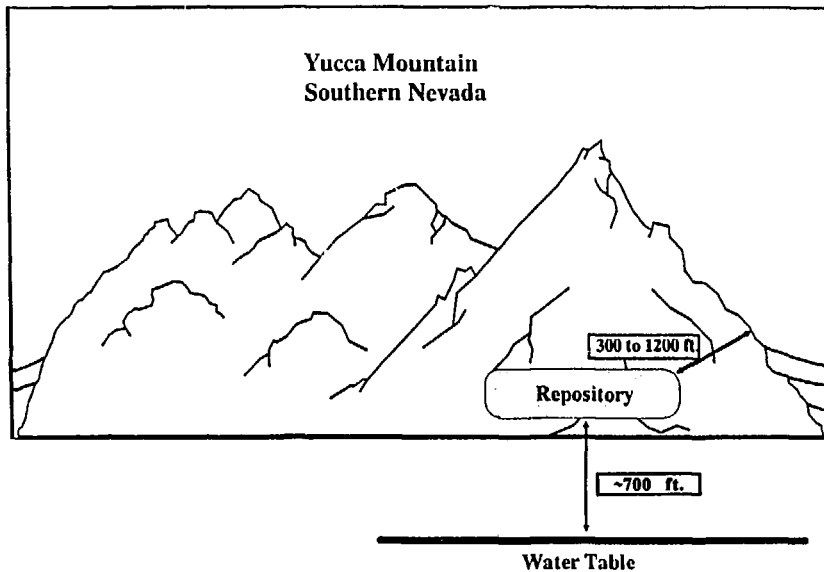 Yucca Mountain
Southern Nevada
300 to 1200 ft.
Repository
~700 ft.
Water Table